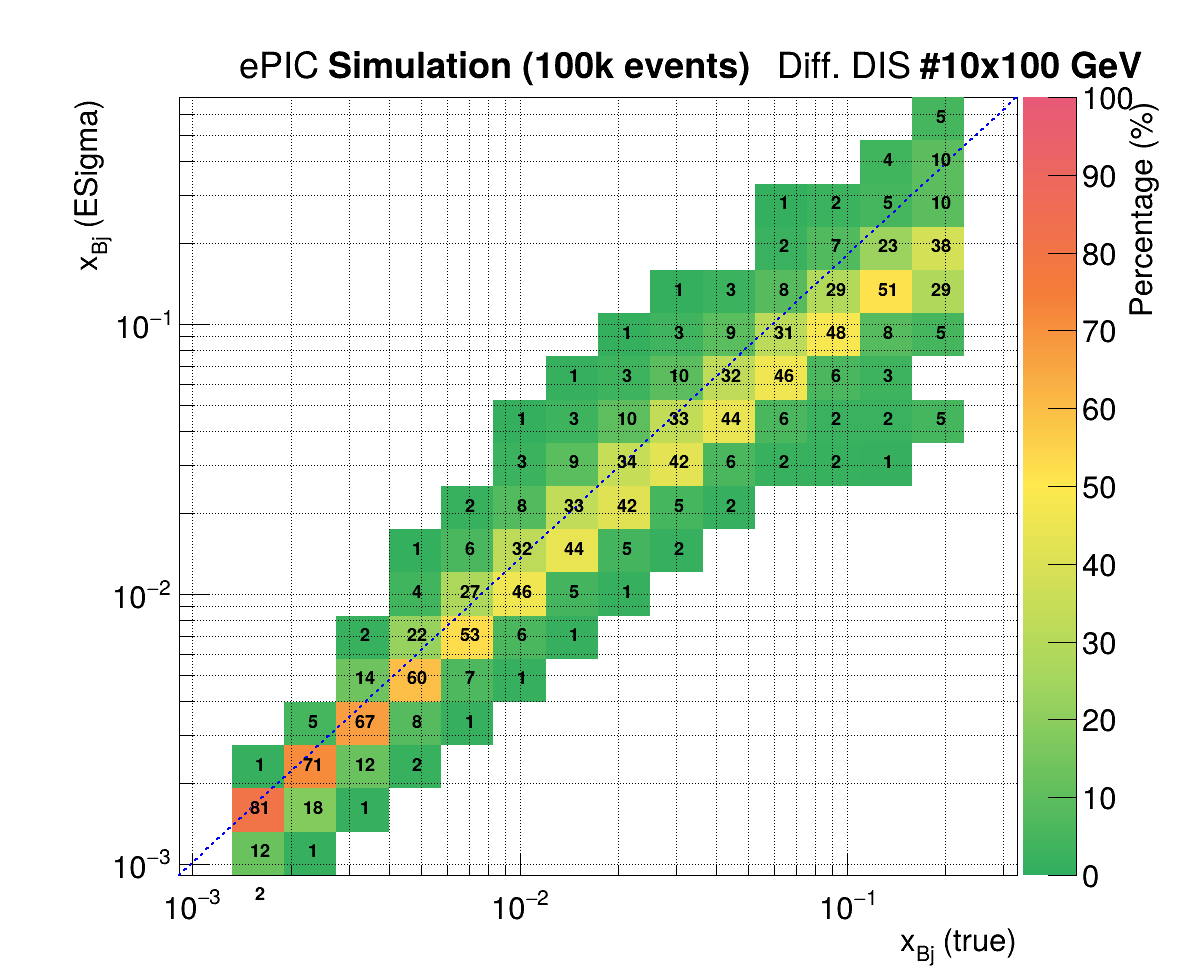 ePIC Simulation (100k events) Diff. DIS #10x100 GeV
x_Bj (ESigma)
Percentage (%)
100
90
80
70
60
50
40
30
20
10
0
5
4 10
1 2 5 10
2 7 23 38
1 3 8 29 51 29
10⁻¹
1 3 9 31 48 8 5
1 3 10 32 46 6 3
1 3 10 33 44 6 2 2 5
3 9 34 42 6 2 2 1
2 8 33 42 5 2
1 6 32 44 5 2
10⁻²
4 27 46 5 1
2 22 53 6 1
14 60 7 1
5 67 8 1
1 71 12 2
81 18 1
10⁻³
12 1
2
10⁻³ 10⁻² 10⁻¹
x_Bj (true)